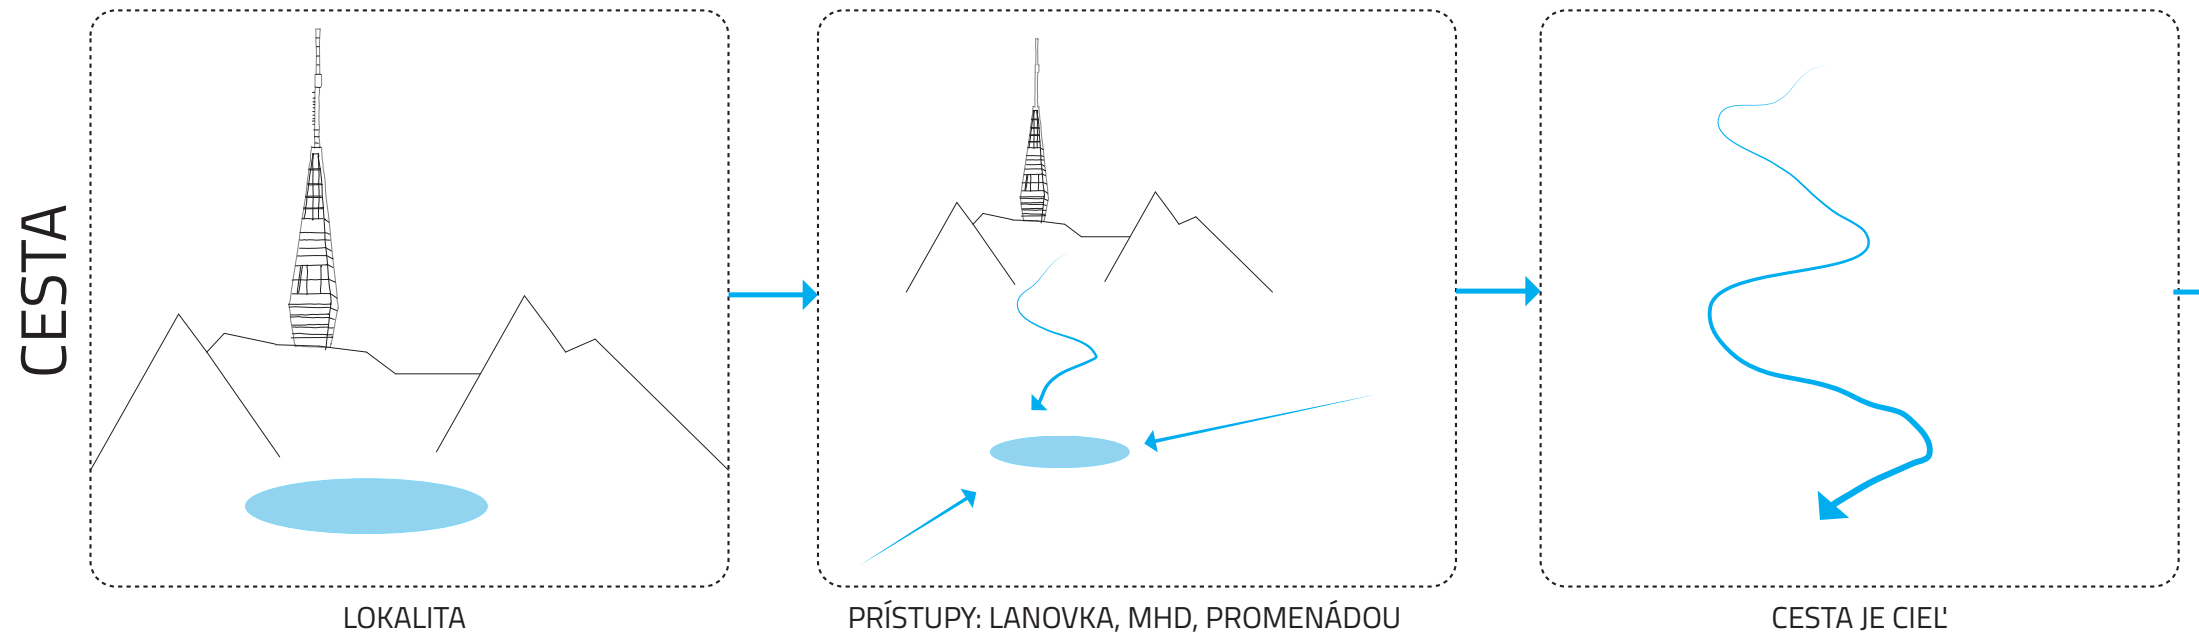 CESTA
LOKALITA
PRÍSTUPY: LANOVKA, MHD, PROMENÁDOU
CESTA JE CIEĽ